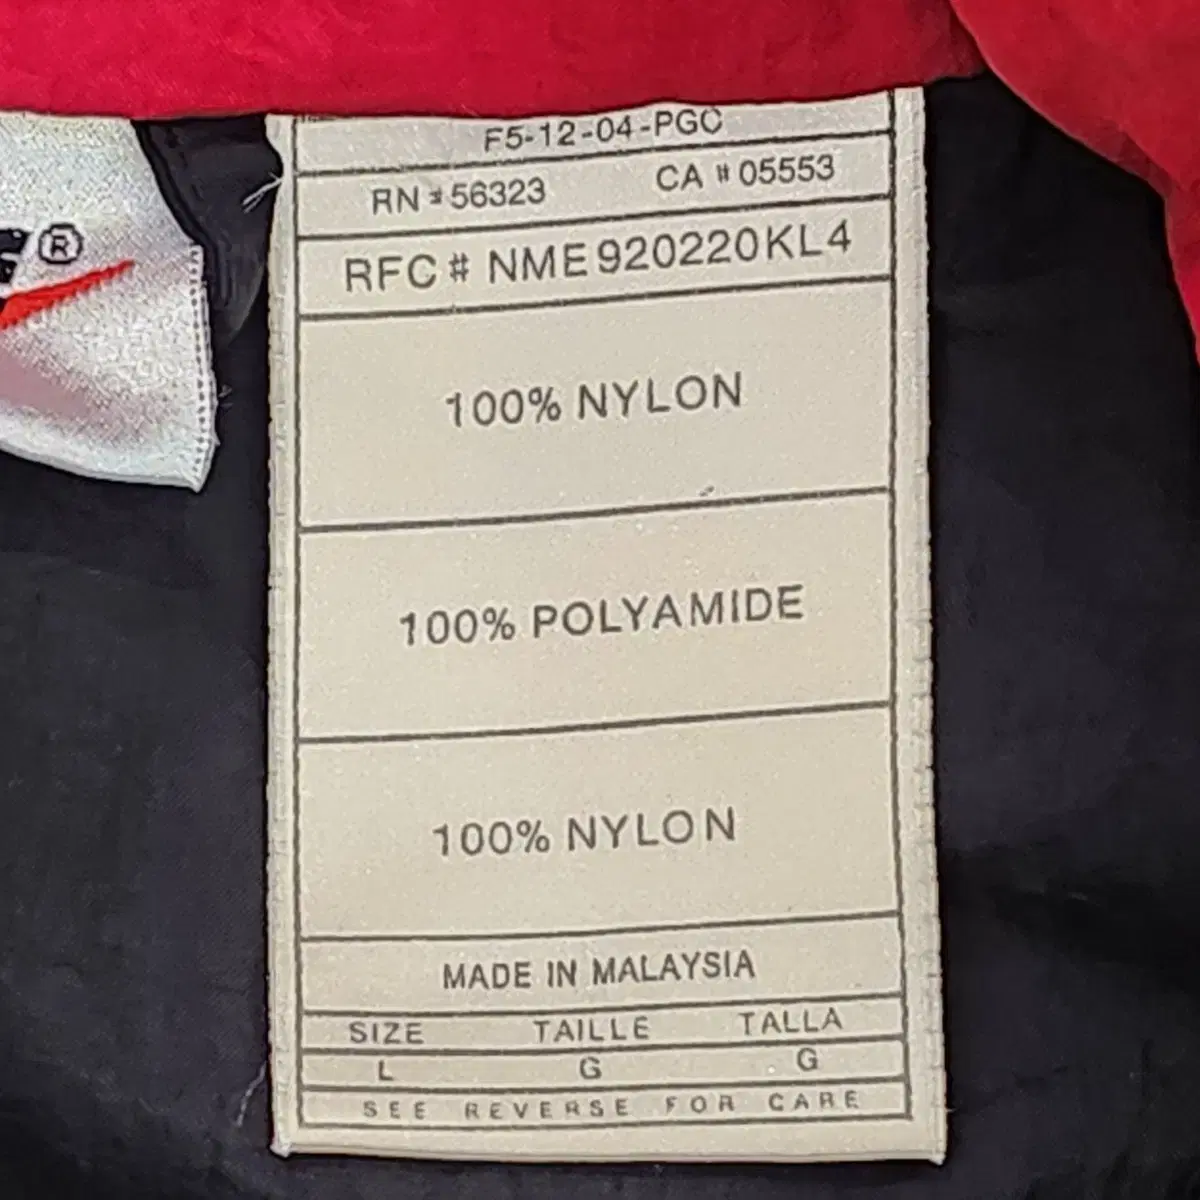 F5-12-04-PGC
RN # 56323 CA # 05553
RFC # NME920220KL4
100% NYLON
100% POLYAMIDE
100% NYLON
MADE IN MALAYSIA
SIZE TAILLE TALLA
L G G
SEE REVERSE FOR CARE
®